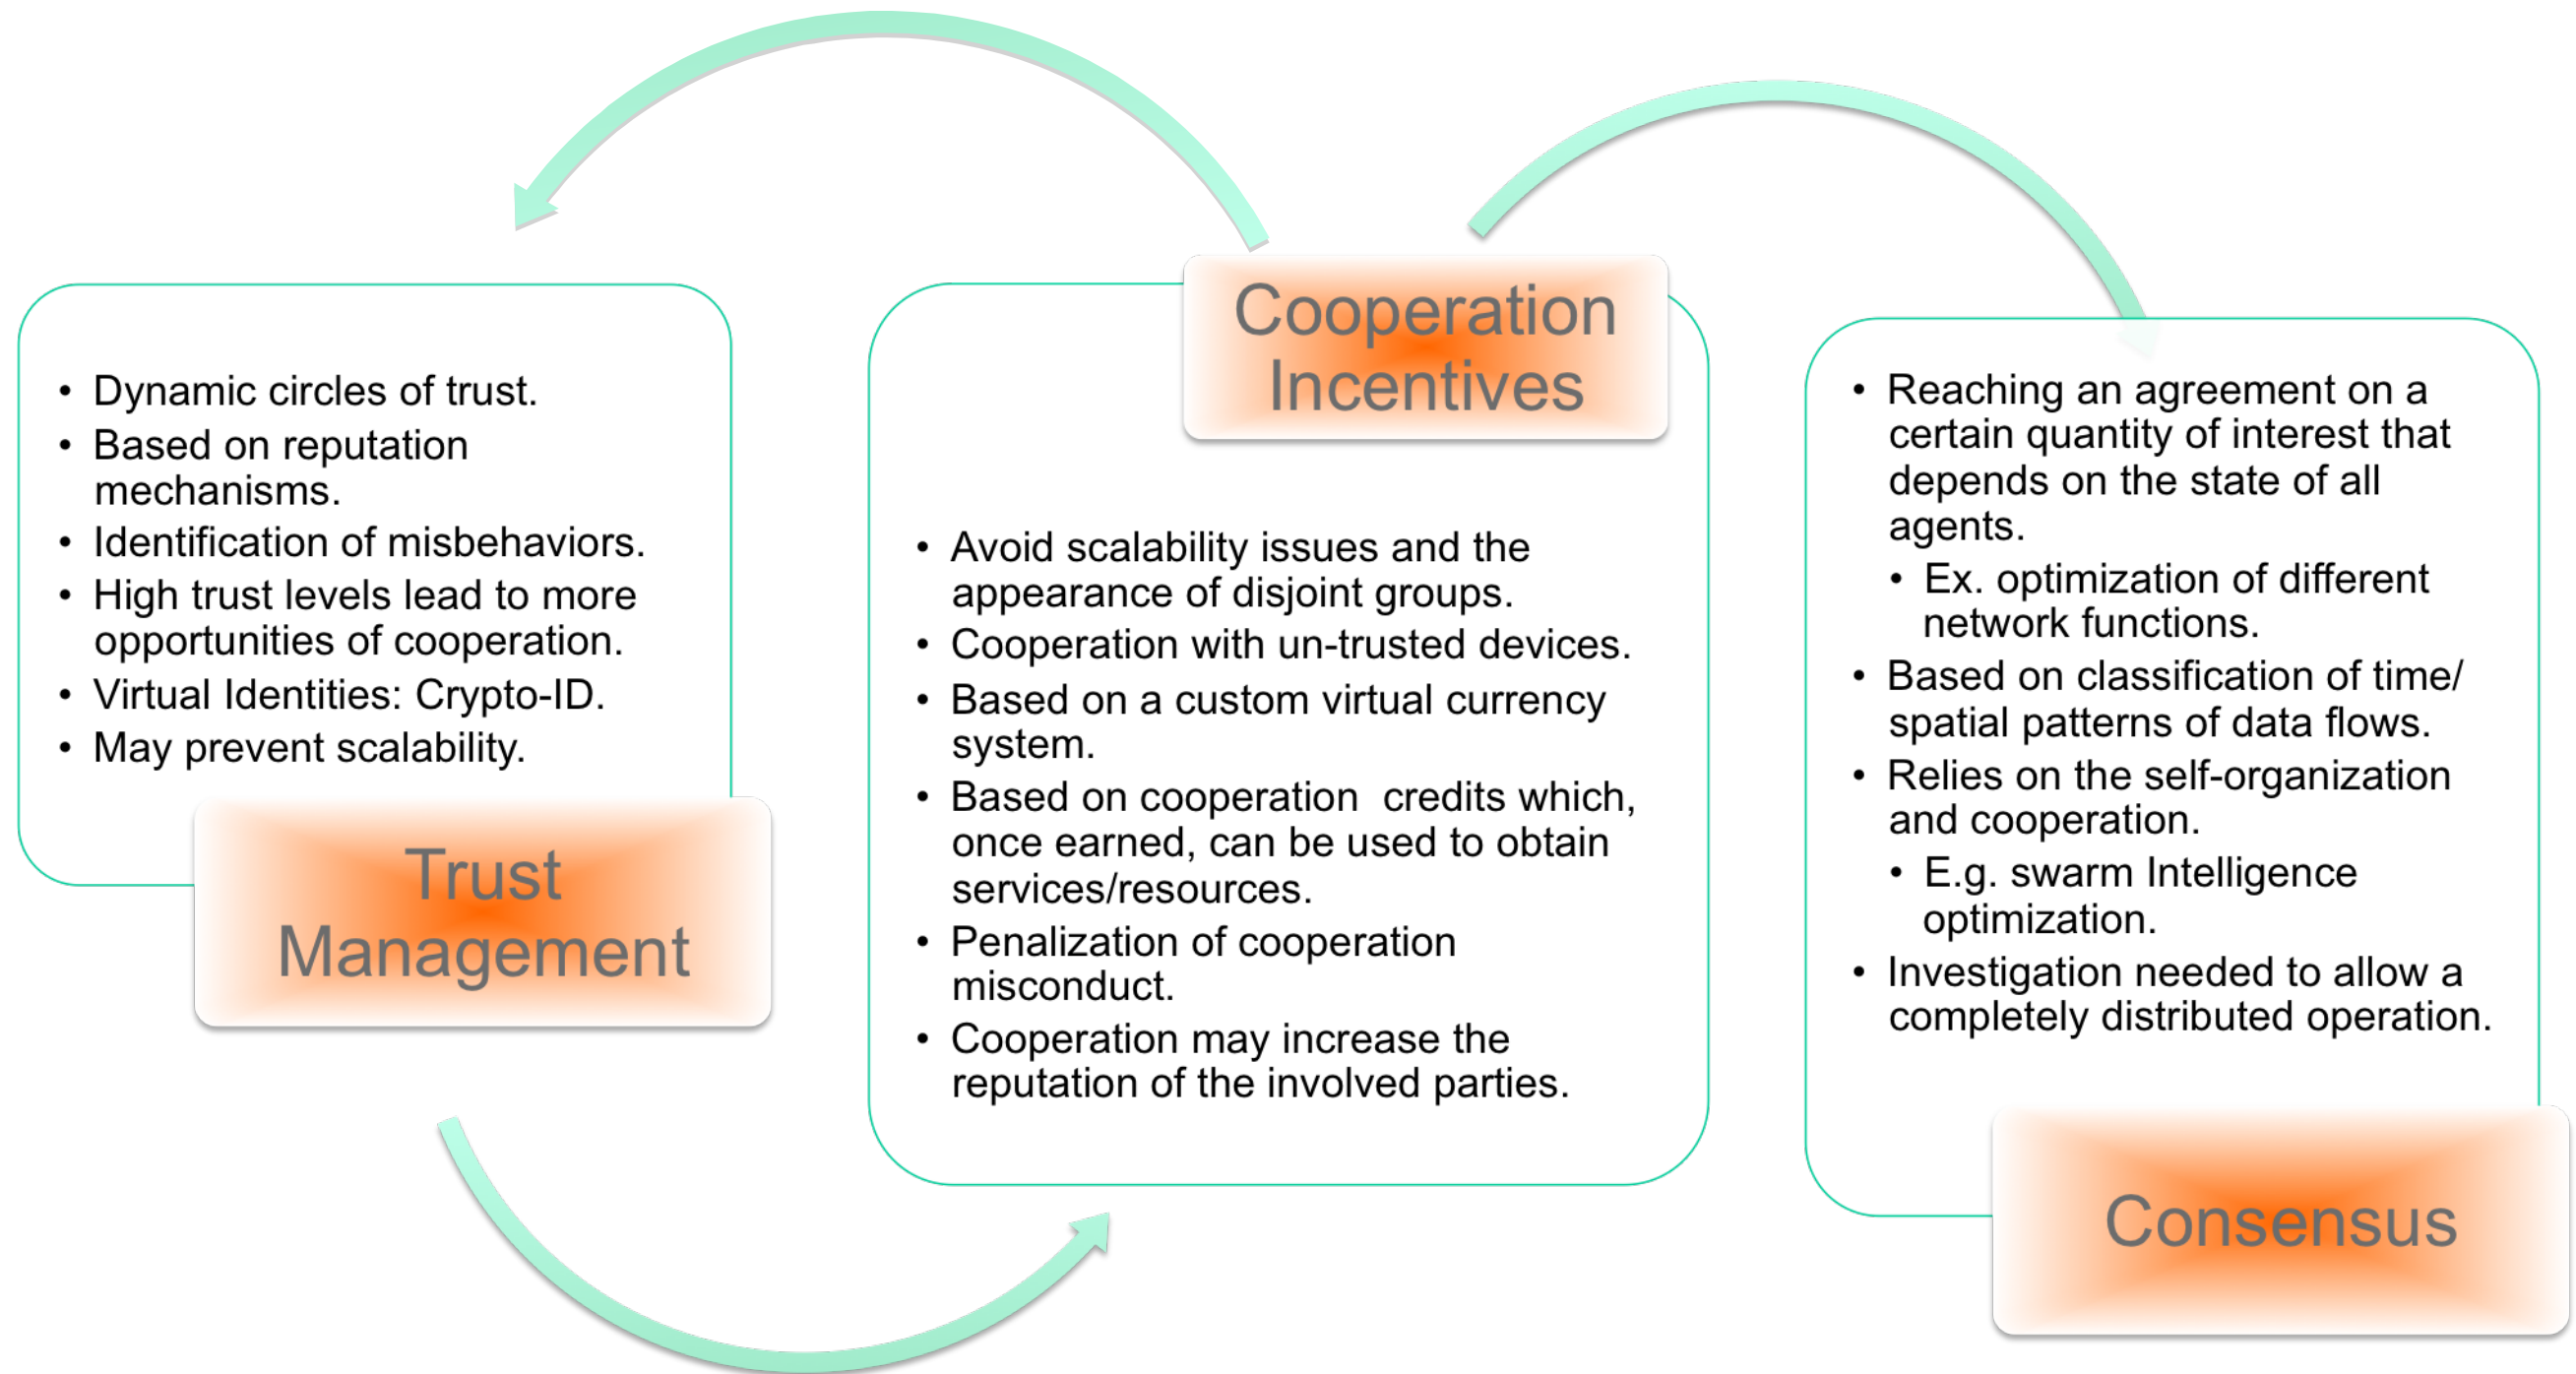 • Dynamic circles of trust.
• Based on reputation
mechanisms.
• Identification of misbehaviors.
• High trust levels lead to more
opportunities of cooperation.
• Virtual Identities: Crypto-ID.
• May prevent scalability.
Trust
Management
Cooperation
Incentives
• Avoid scalability issues and the
appearance of disjoint groups.
• Cooperation with un-trusted devices.
• Based on a custom virtual currency
system.
• Based on cooperation  credits which,
once earned, can be used to obtain
services/resources.
• Penalization of cooperation
misconduct.
• Cooperation may increase the
reputation of the involved parties.
• Reaching an agreement on a
certain quantity of interest that
depends on the state of all
agents.
• Ex. optimization of different
network functions.
• Based on classification of time/
spatial patterns of data flows.
• Relies on the self-organization
and cooperation.
• E.g. swarm Intelligence
optimization.
• Investigation needed to allow a
completely distributed operation.
Consensus